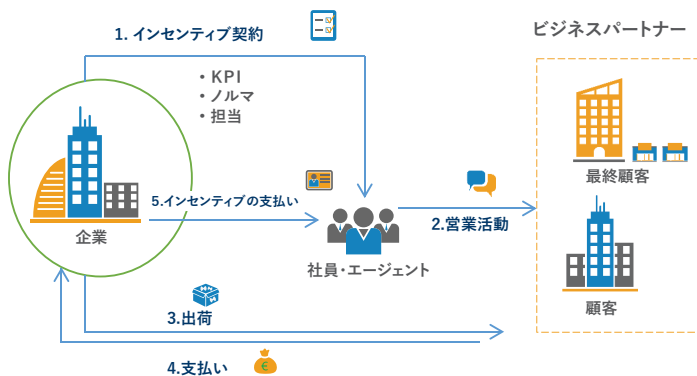 1. インセンティブ契約
・KPI
・ノルマ
・担当
ビジネスパートナー
最終顧客
5.インセンティブの支払い
企業
社員・エージェント
2.営業活動
顧客
3.出荷
4.支払い
€